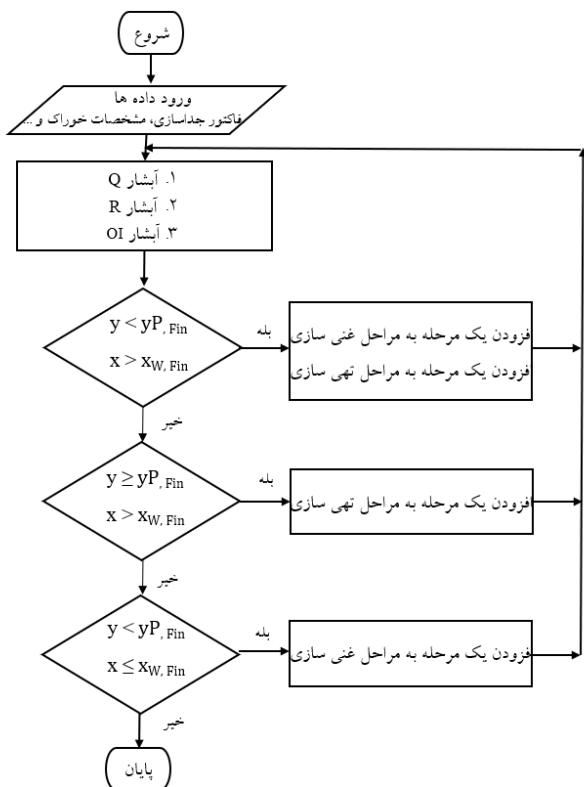 شروع
ورود داده ها
فاکتور جداسازی، مشخصات خوراک و ...
۱. آبشار Q
۲. آبشار R
۳. آبشار OI
y < yP, Fin
x > xW, Fin
بله
فزودن یک مرحله به مراحل غنی سازی
فزودن یک مرحله به مراحل تهی سازی
خیر
y ≥ yP, Fin
x > xW, Fin
بله
افزودن یک مرحله به مراحل تهی سازی
خیر
y < yP, Fin
x ≤ xW, Fin
بله
فزودن یک مرحله به مراحل غنی سازی
خیر
پایان